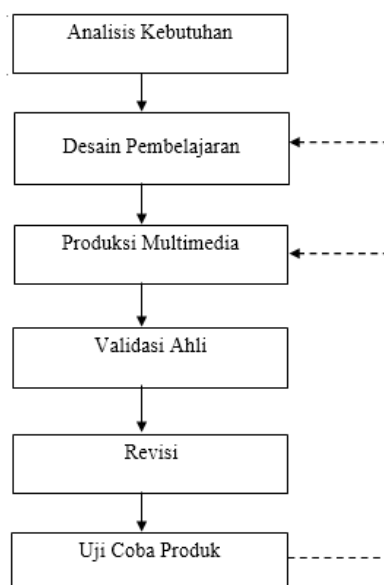 Analisis Kebutuhan
Desain Pembelajaran
Produksi Multimedia
Validasi Ahli
Revisi
Uji Coba Produk